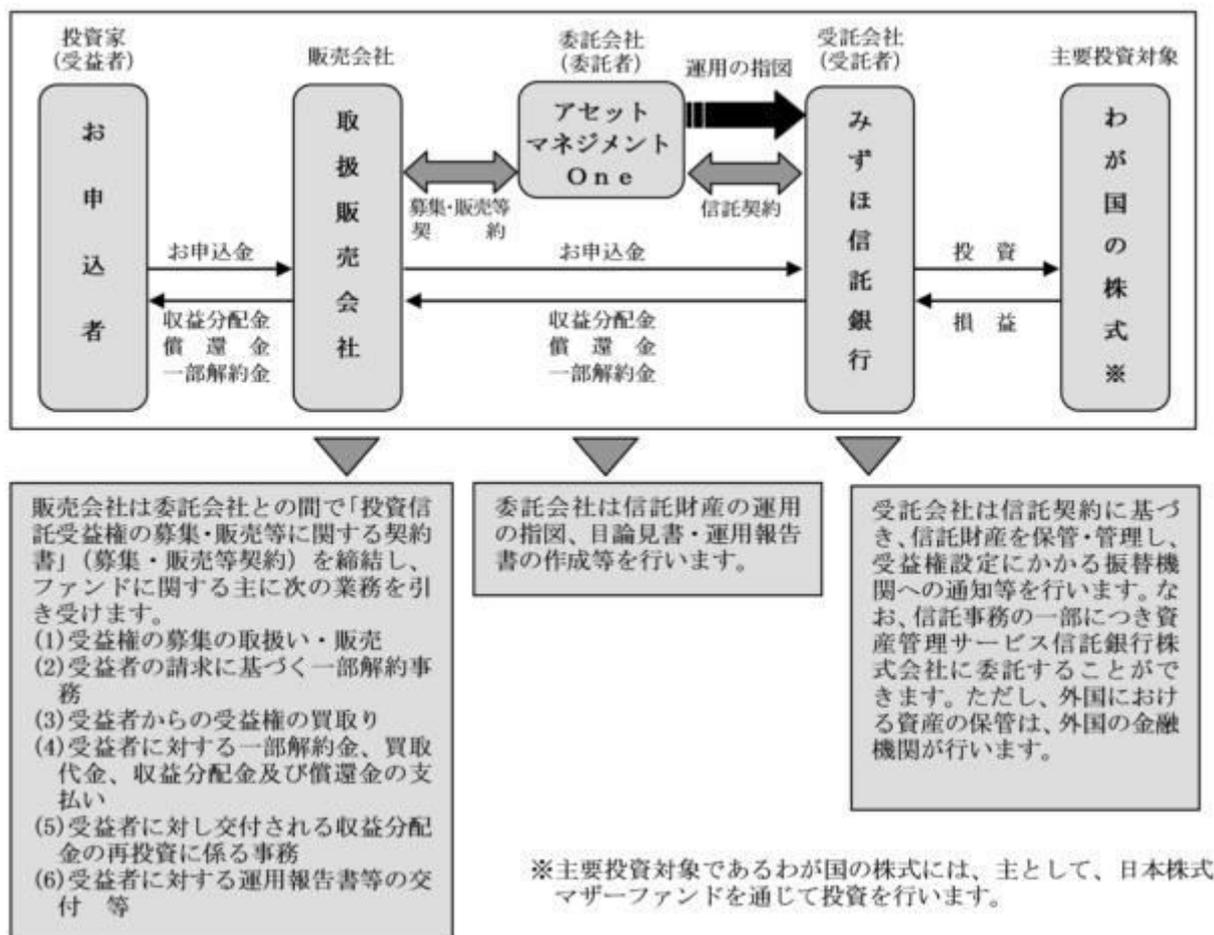 投資家
(受益者)
販売会社
委託会社
(委託者)
受託会社
(受託者)
主要投資対象
お申込者
取扱販売会社
アセット
マネジメント
One
運用の指図
みずほ信託銀行
わが国の株式※
募集・販売等
契　約
信託契約
お申込金
お申込金
投　資
収益分配金
償　還　金
一部解約金
収益分配金
償　還　金
一部解約金
損　益
販売会社は委託会社との間で「投資信
託受益権の募集・販売等に関する契約
書」（募集・販売等契約）を締結し、
ファンドに関する主に次の業務を引
き受けます。
(1)受益権の募集の取扱い・販売
(2)受益者の請求に基づく一部解約事
務
(3)受益者からの受益権の買取り
(4)受益者に対する一部解約金、買取
代金、収益分配金及び償還金の支
払い
(5)受益者に対し交付される収益分配
金の再投資に係る事務
(6)受益者に対する運用報告書等の交
付　等
委託会社は信託財産の運用
の指図、目論見書・運用報告
書の作成等を行います。
受託会社は信託契約に基づ
き、信託財産を保管・管理し、
受益権設定にかかる振替機
関への通知等を行います。な
お、信託事務の一部につき資
産管理サービス信託銀行株
式会社に委託することがで
きます。ただし、外国におけ
る資産の保管は、外国の金融
機関が行います。
※主要投資対象であるわが国の株式には、主として、日本株式
マザーファンドを通じて投資を行います。